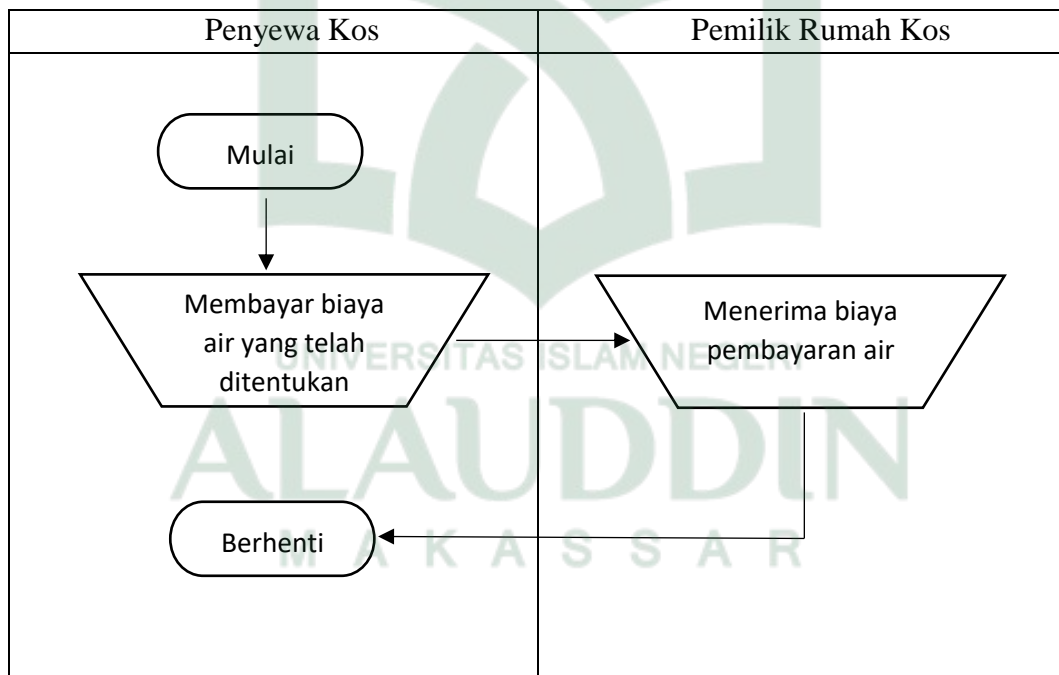 Penyewa Kos
Pemilik Rumah Kos
Mulai
Membayar biaya
air yang telah
ditentukan
Menerima biaya
pembayaran air
UNIVERSITAS ISLAM NEGERI
ALAUDDIN
Berhenti
MAKASSAR